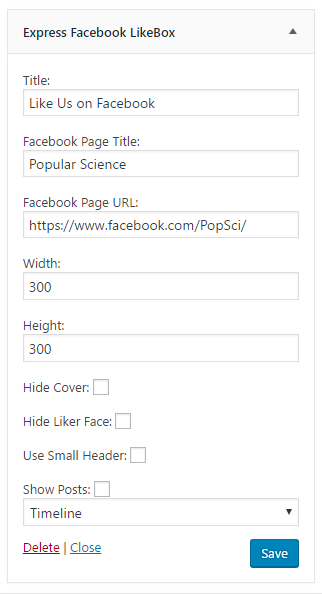 Express Facebook LikeBox
Title:
Like Us on Facebook
Facebook Page Title:
Popular Science
Facebook Page URL:
https://www.facebook.com/PopSci/
Width:
300
Height:
300
Hide Cover:
Hide Liker Face:
Use Small Header:
Show Posts:
Timeline
Delete | Close
Save